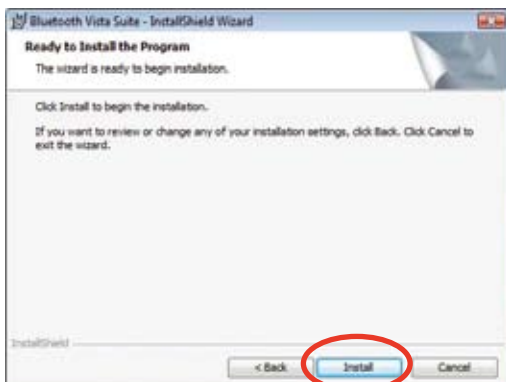 Bluetooth Vista Suite - InstallShield Wizard
Ready to Install the Program
The wizard is ready to begin installation.
Click Install to begin the installation.
If you want to review or change any of your installation settings, click Back. Click Cancel to
exit the wizard.
InstallShield
< Back Install Cancel